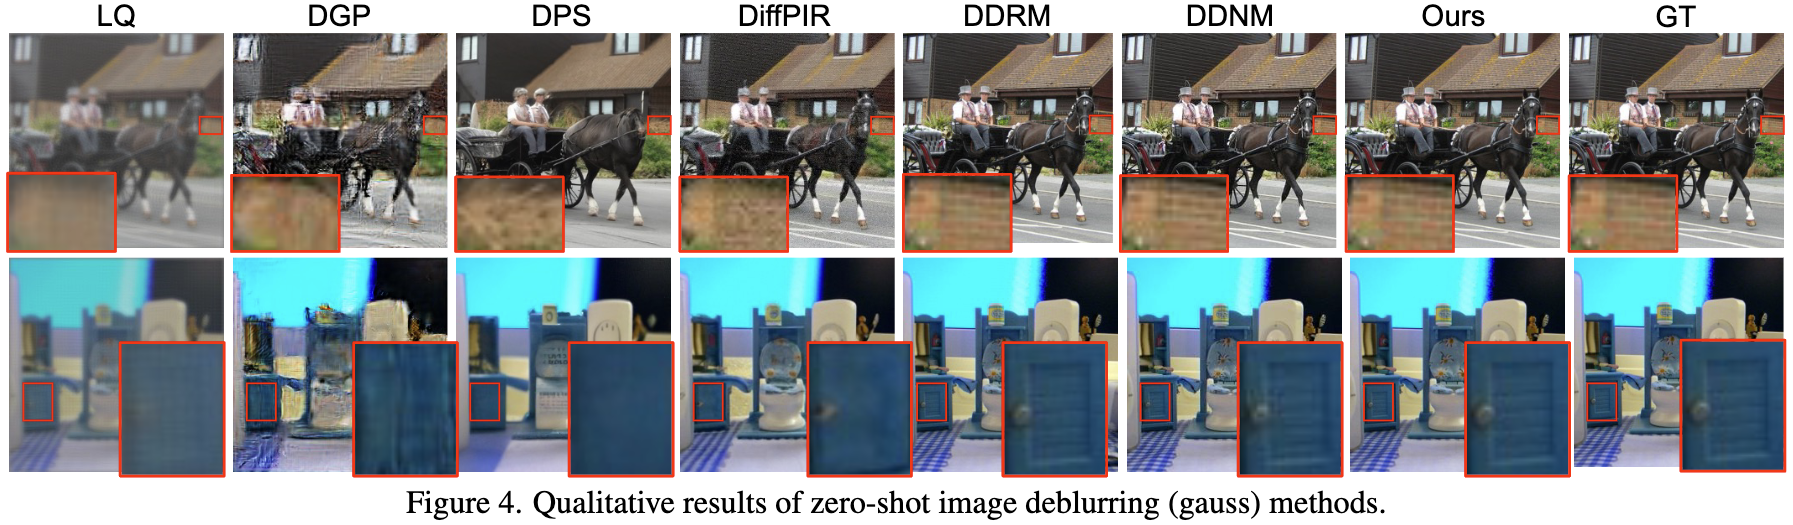 LQ DGP DPS DiffPIR DDRM DDNM Ours GT
Figure 4. Qualitative results of zero-shot image deblurring (gauss) methods.